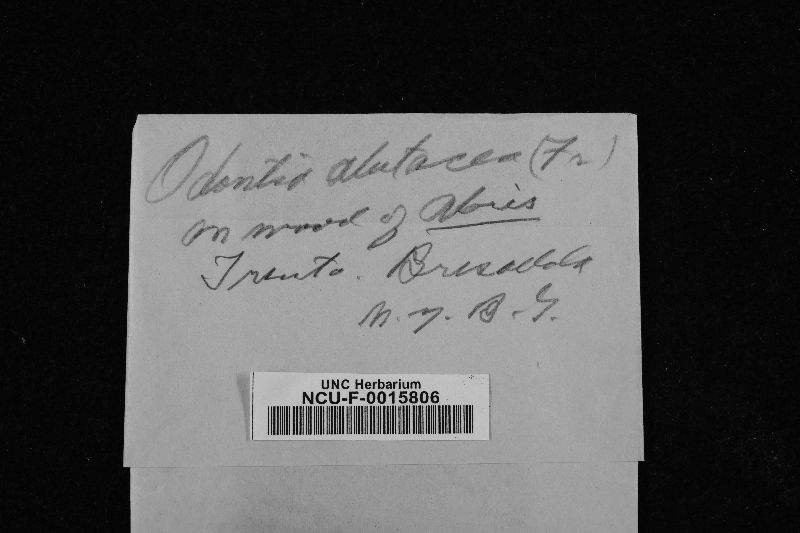 Odontia alutacea (Fr)
on wood of Abies
Trento. Bresadola
N.Y.B.G.
UNC Herbarium
NCU-F-0015806